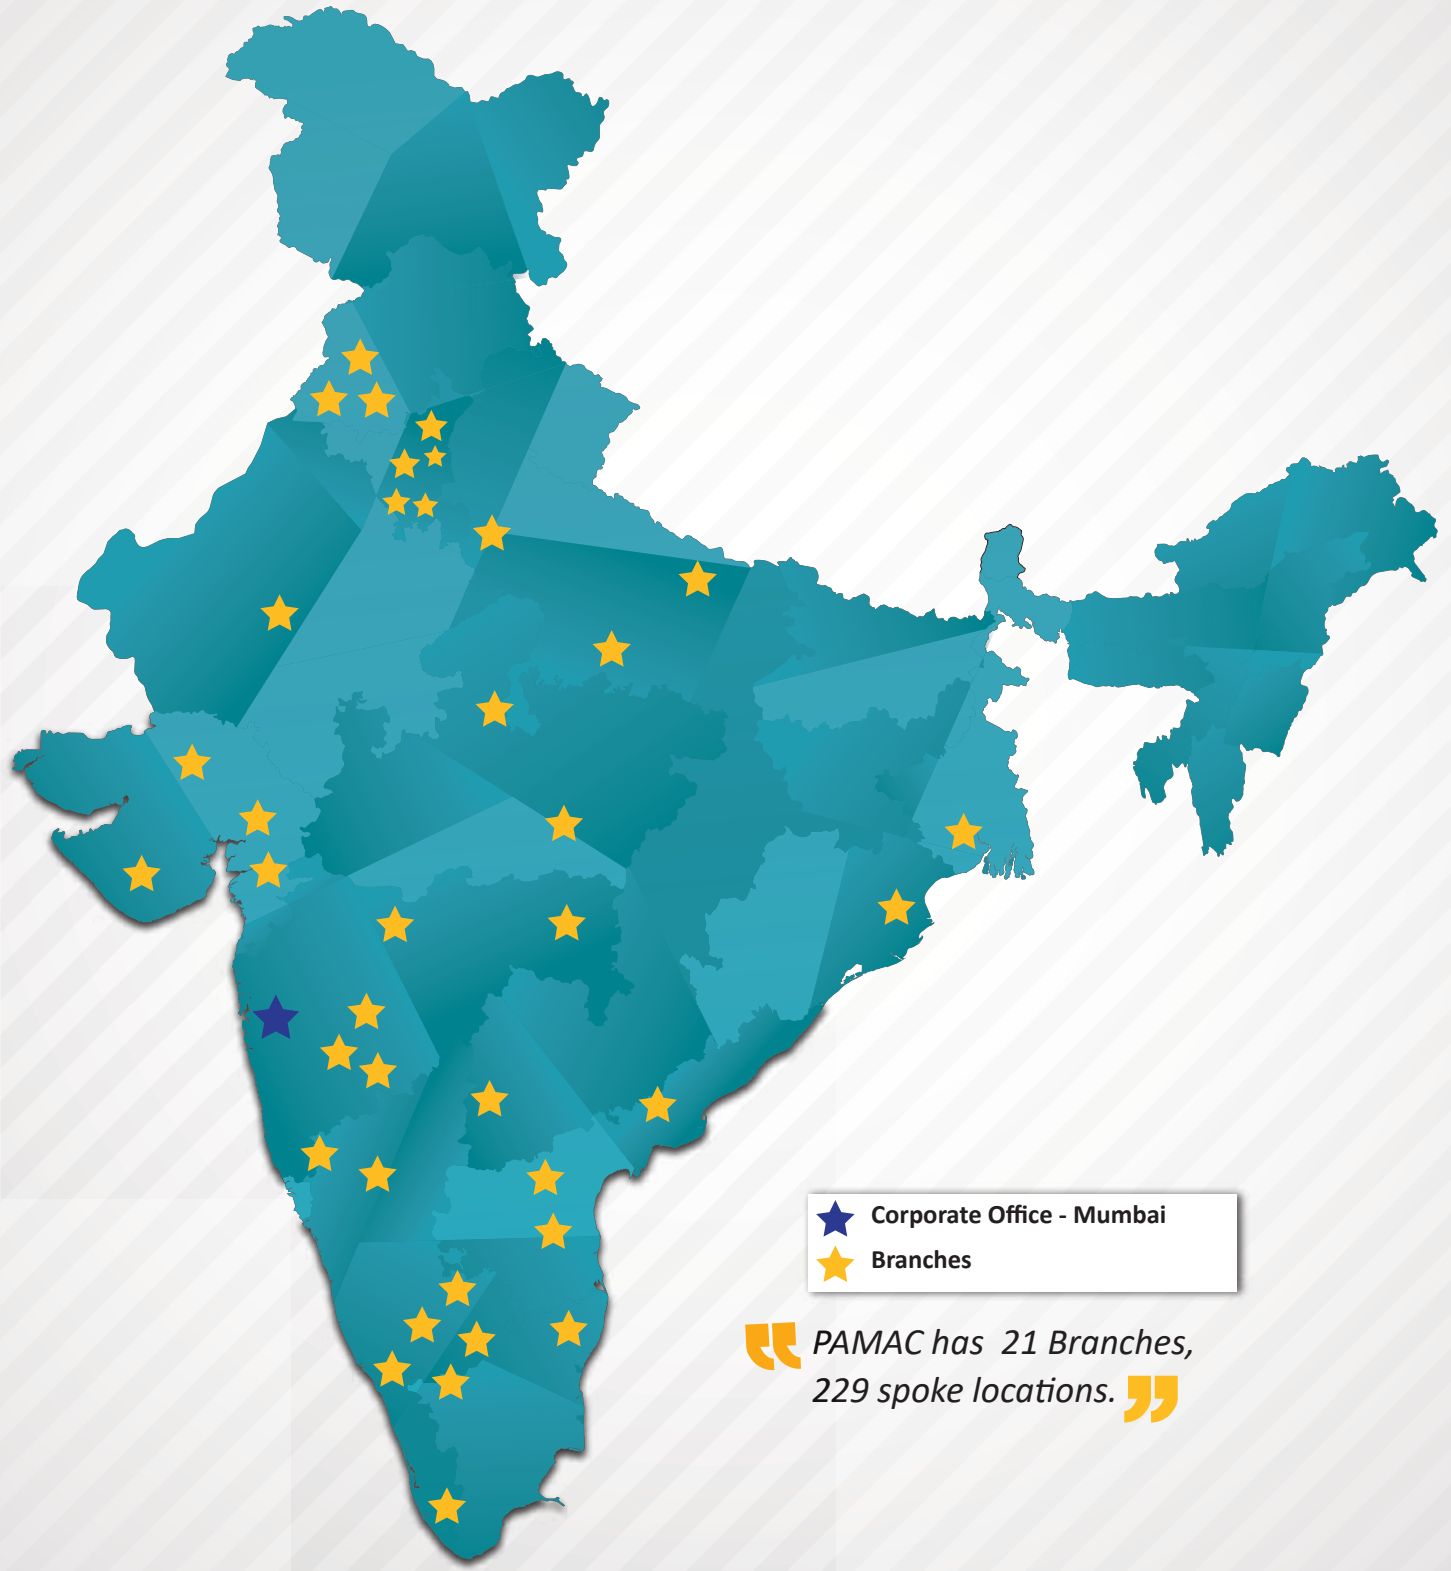 Corporate Office - Mumbai
Branches
PAMAC has 21 Branches,
229 spoke locations.